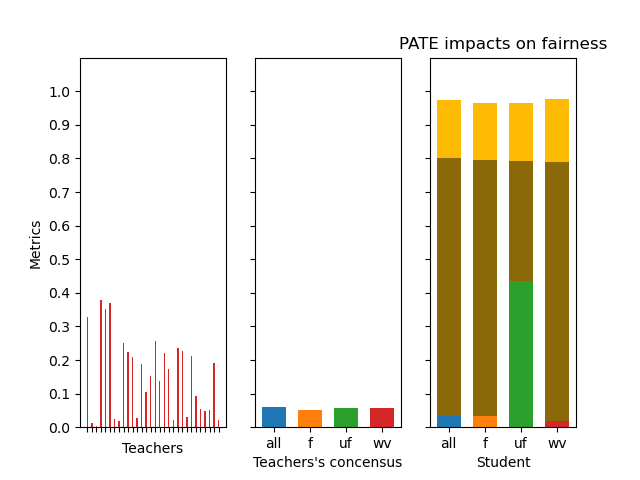 PATE impacts on fairness
Metrics
1.0
0.9
0.8
0.7
0.6
0.5
0.4
0.3
0.2
0.1
0.0
Teachers
all f uf wv
Teachers's concensus
all f uf wv
Student